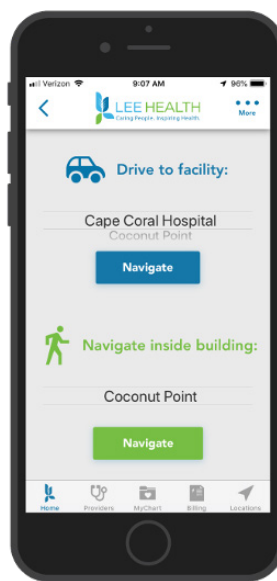 Verizon 9:07 AM 96%
LEE HEALTH
Caring People. Inspiring Health.
More
Drive to facility:
Cape Coral Hospital
Coconut Point
Navigate
Navigate inside building:
Coconut Point
Navigate
Home Providers MyChart Billing Locations